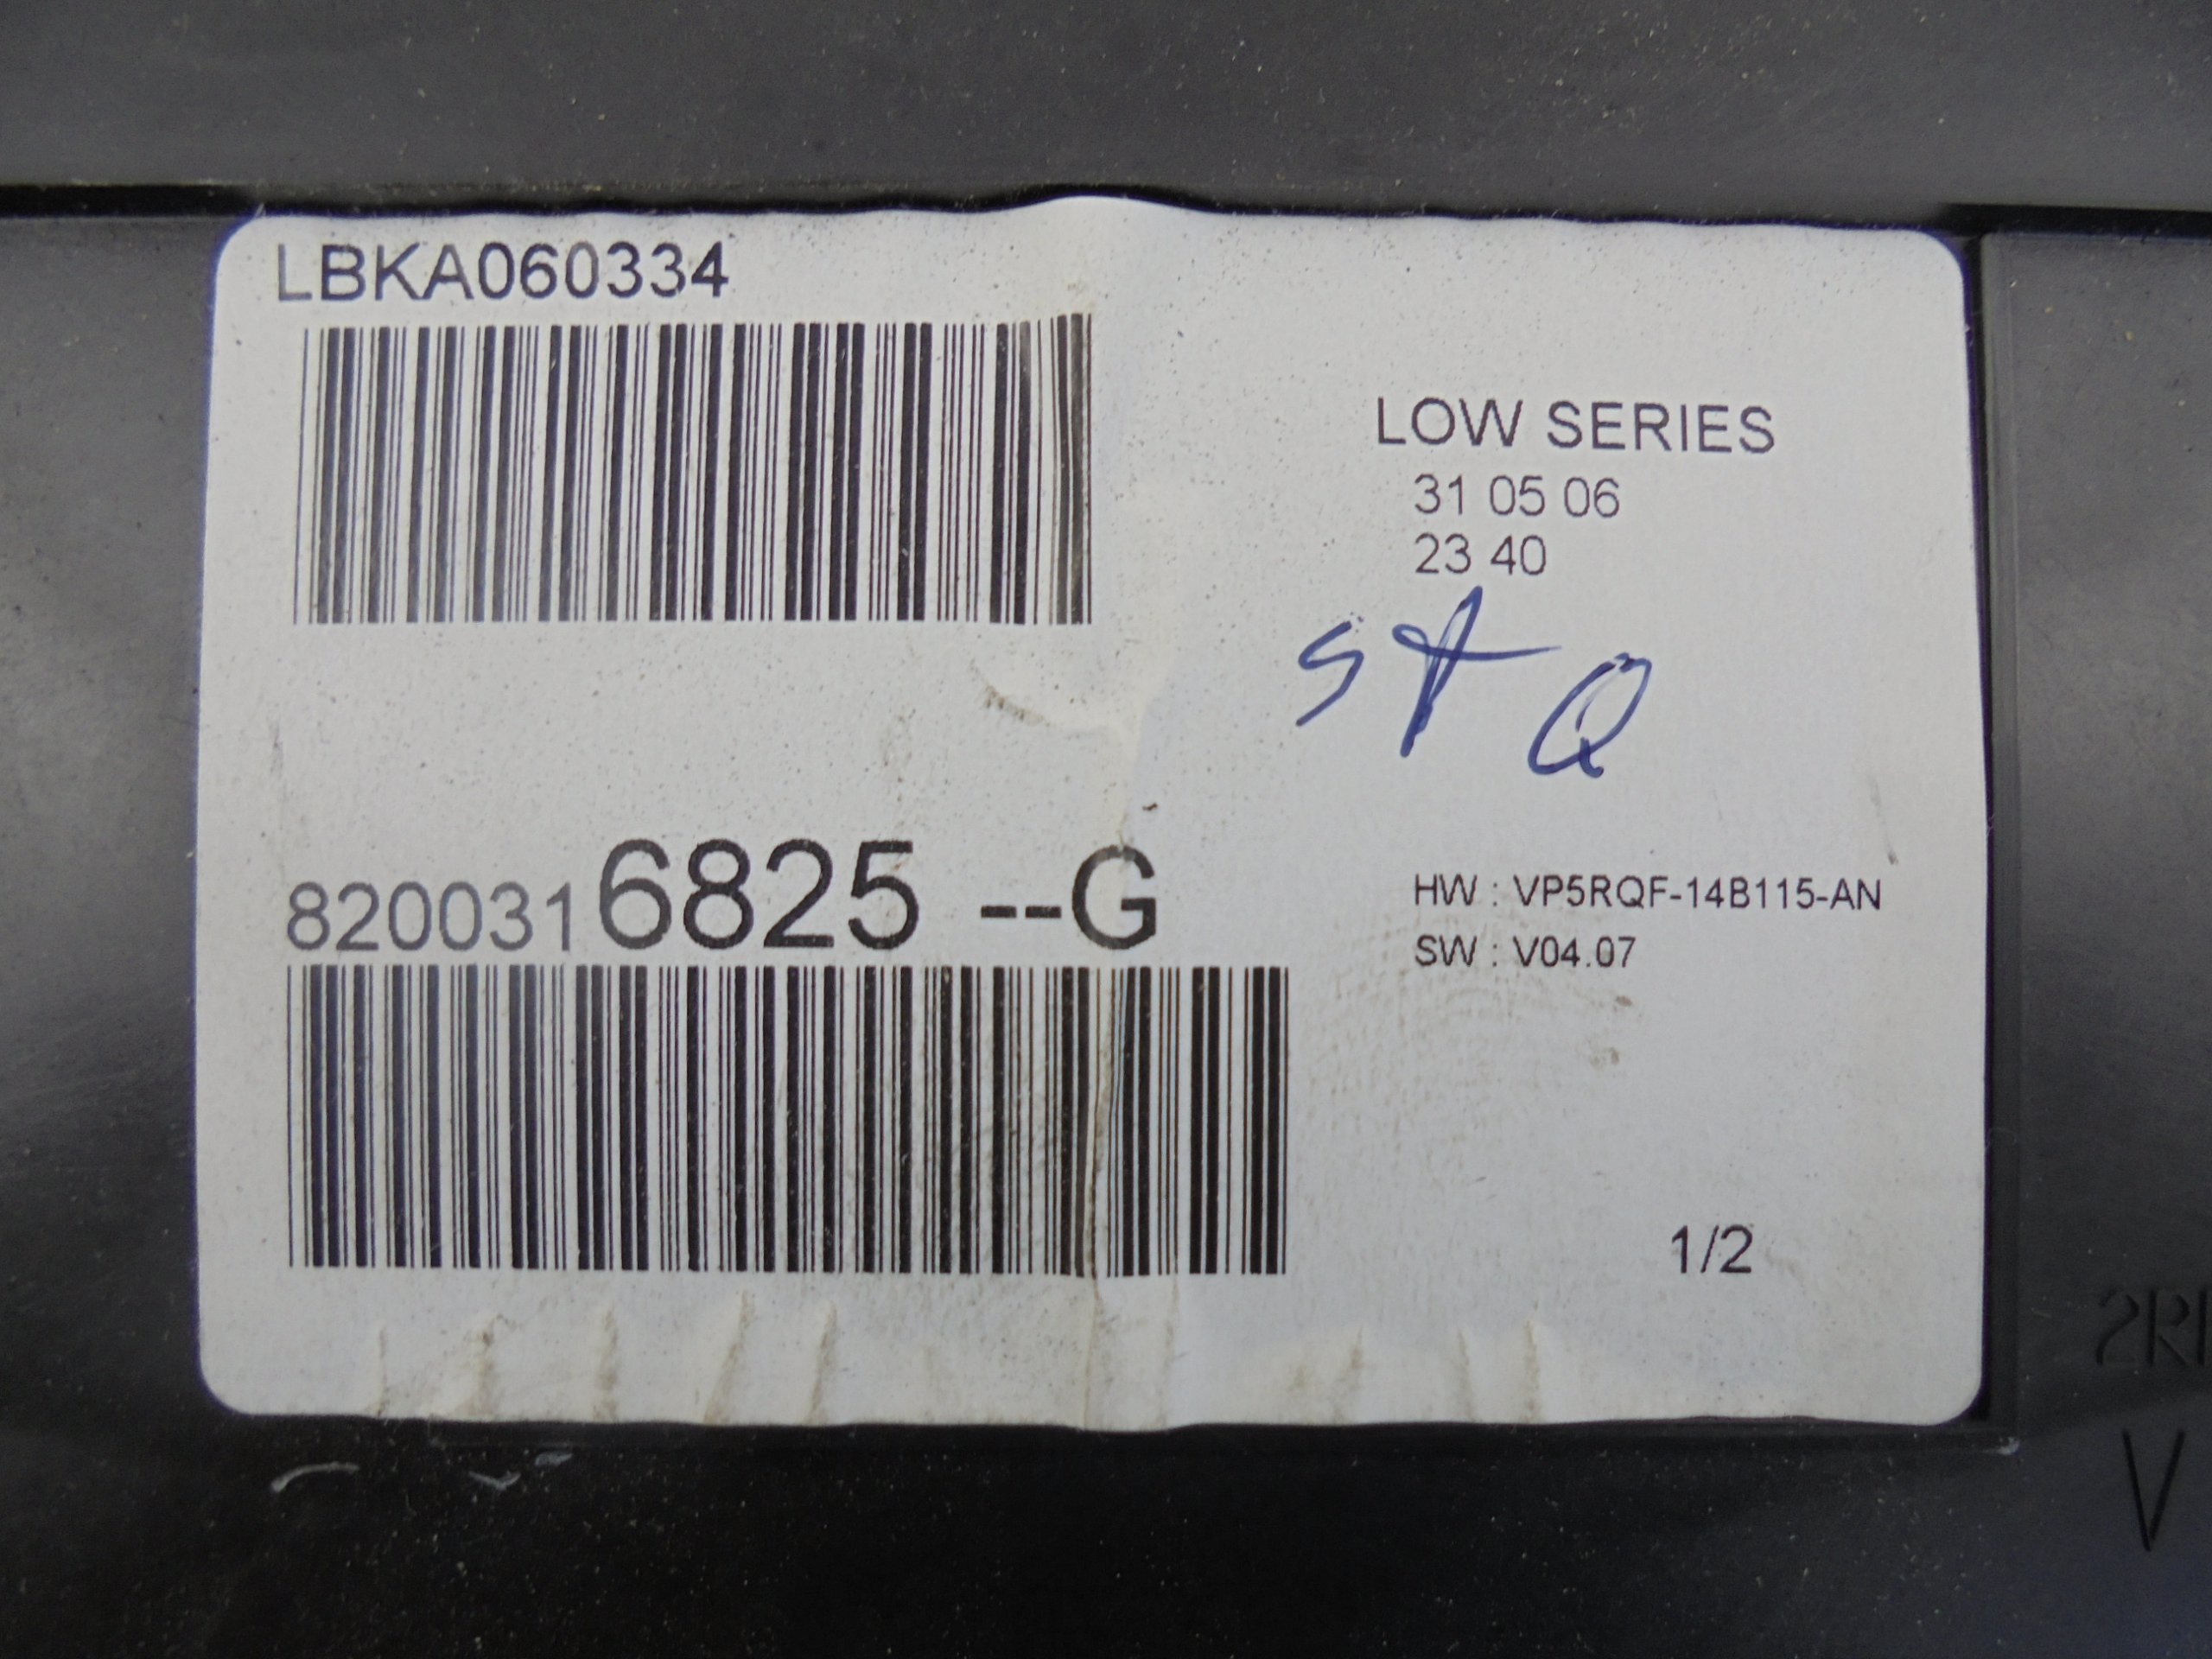 LBKA060334
LOW SERIES
31 05 06
23 40
8200316825 --G
HW : VP5RQF-14B115-AN
SW : V04.07
1/2
V